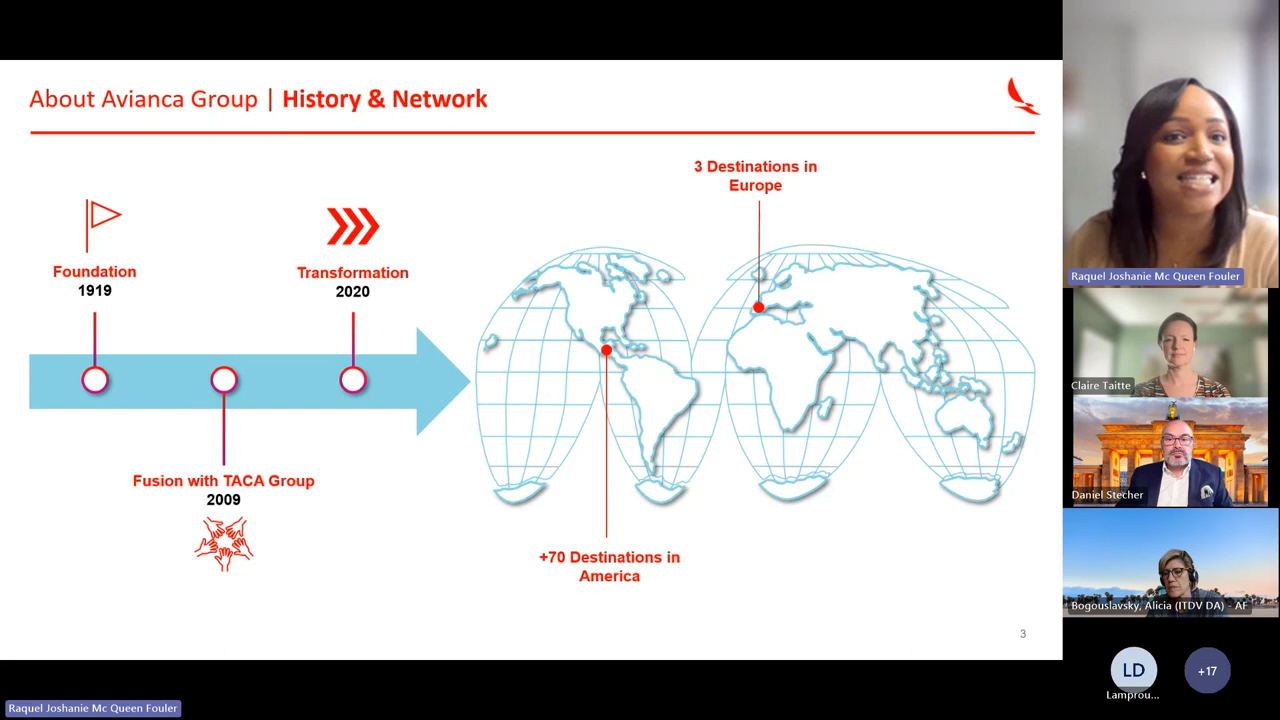 About Avianca Group | History & Network
3 Destinations in
Europe
Foundation
1919
Transformation
2020
Fusion with TACA Group
2009
+70 Destinations in
America
3
Raquel Joshanie Mc Queen Fouler
Claire Taitte
Daniel Stecher
Bogouslavsky, Alicia (ITDV DA) - AF
LD
Lamprou...
+17
Raquel Joshanie Mc Queen Fouler